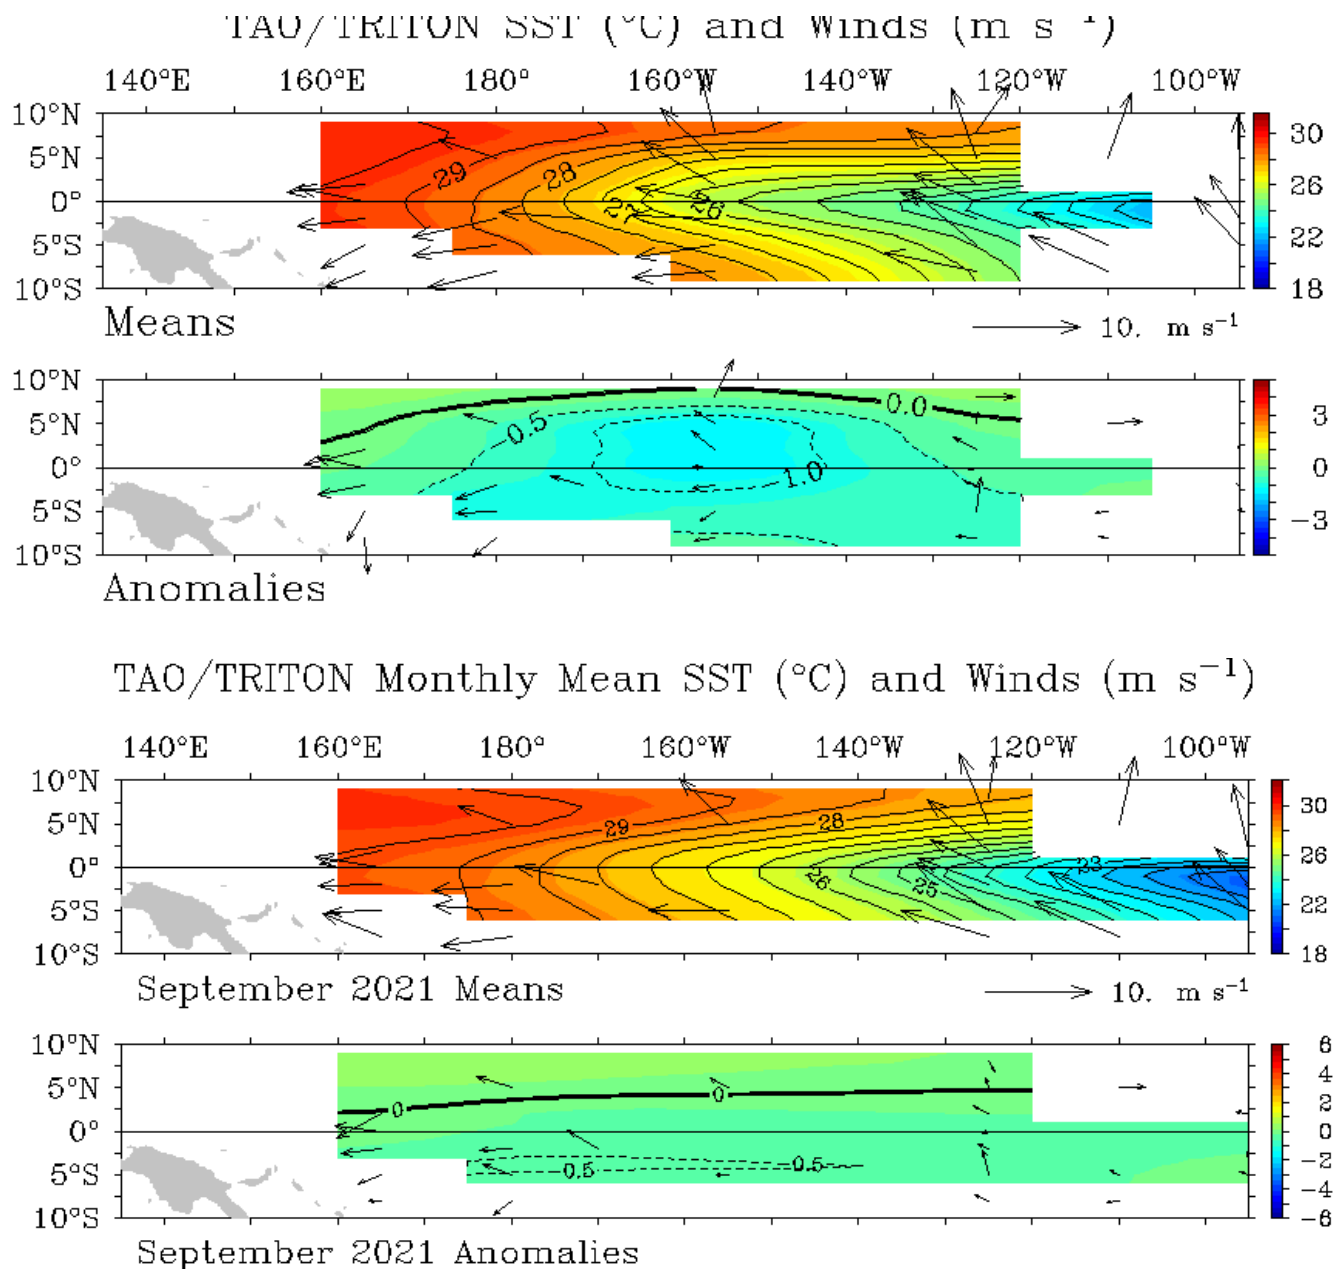 TAO/TRITON SST (°C) and Winds (m s⁻¹)
140°E 160°E 180° 160°W 140°W 120°W 100°W
10°N
5°N
0°
5°S
10°S
29
28
27
26
30
26
22
18
Means
10. m s⁻¹
10°N
5°N
0°
5°S
10°S
0.0
-0.5
1.0
3
0
-3
Anomalies
TAO/TRITON Monthly Mean SST (°C) and Winds (m s⁻¹)
140°E 160°E 180° 160°W 140°W 120°W 100°W
10°N
5°N
0°
5°S
10°S
29
28
26
25
23
30
26
22
18
September 2021 Means
10. m s⁻¹
10°N
5°N
0°
5°S
10°S
0
0
-0.5
-0.5
6
4
2
0
-2
-4
-6
September 2021 Anomalies